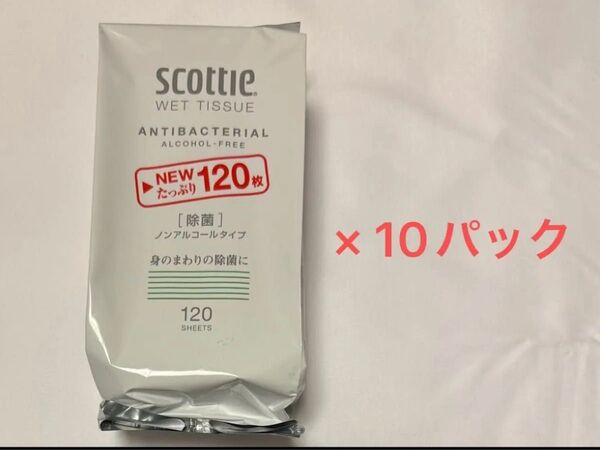 scottie®
WET TISSUE
ANTIBACTERIAL
ALCOHOL-FREE
▶NEW
たっぷり120枚
[除菌]
ノンアルコールタイプ
身のまわりの除菌に
120
SHEETS
×10パック